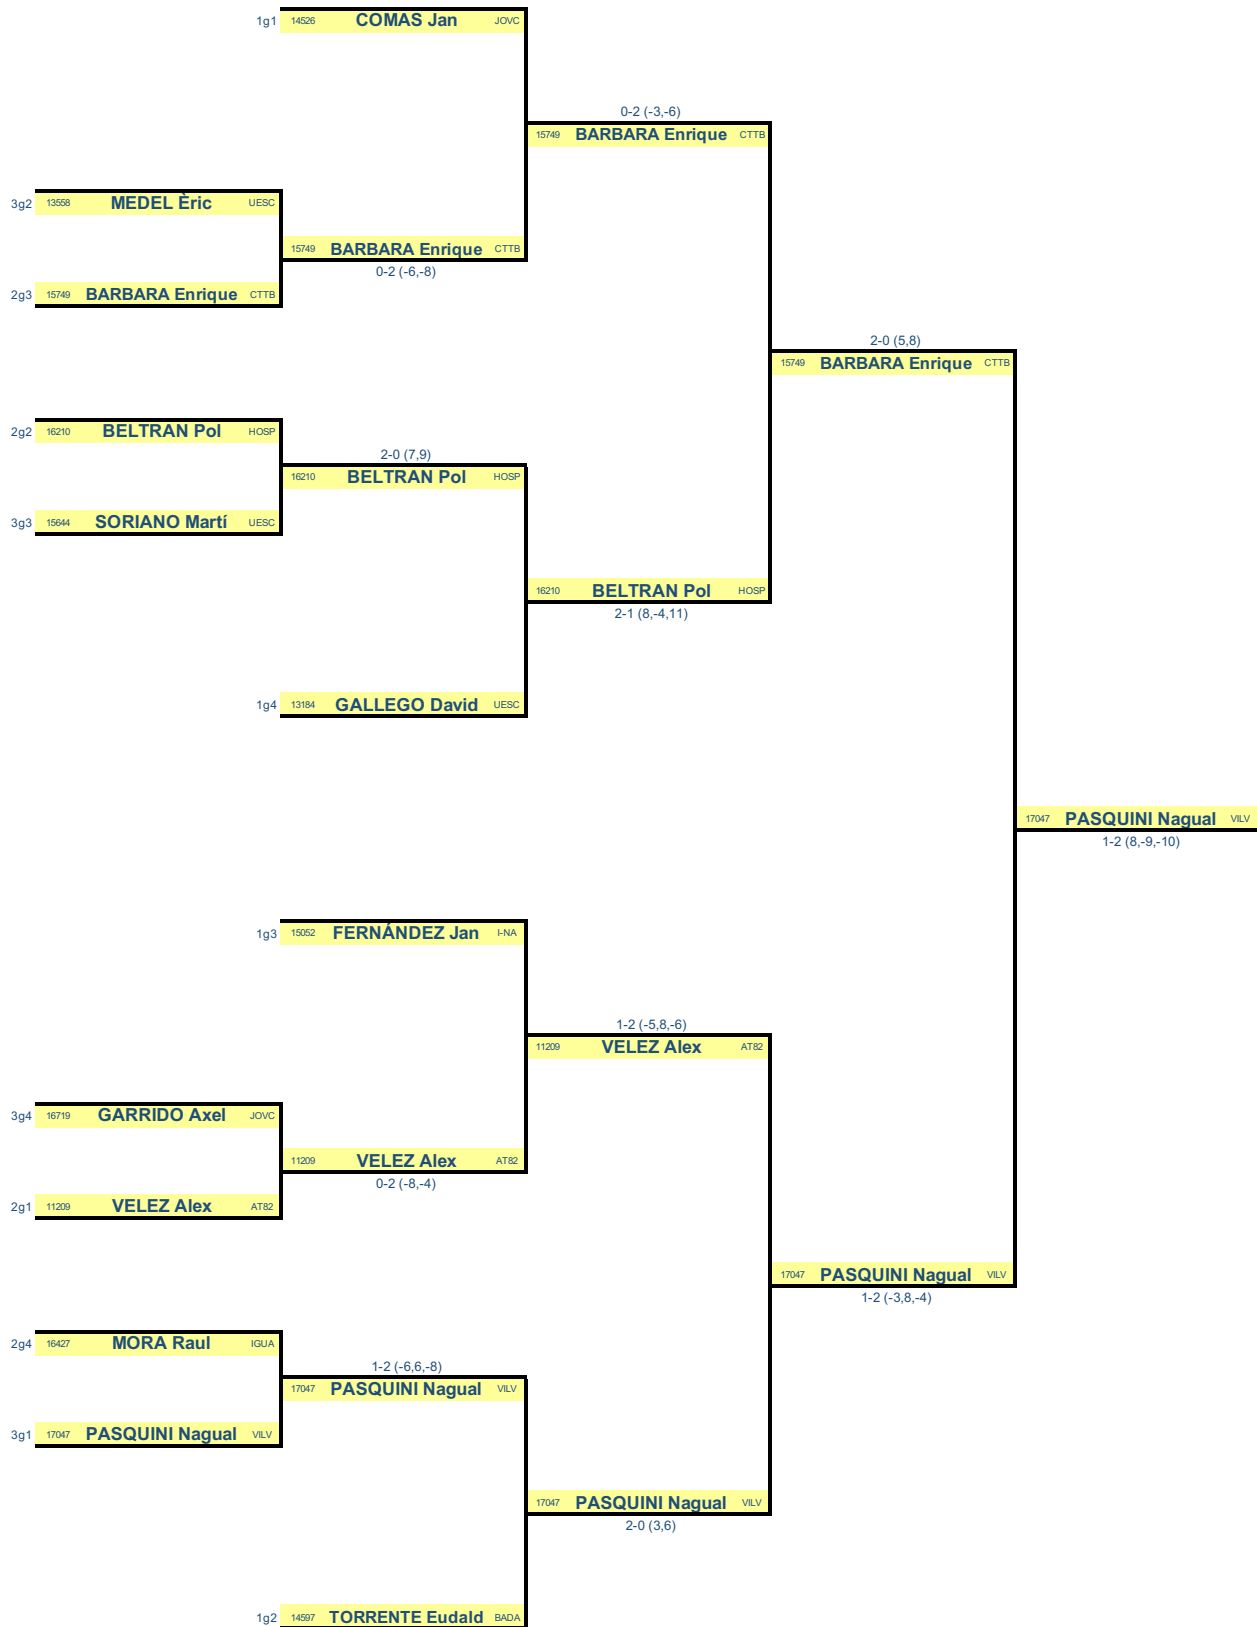 1g1 14526 COMAS Jan JOVC
0-2 (-3,-6)
15749 BARBARA Enrique CTTB
3g2 13558 MEDEL Èric UESC
15749 BARBARA Enrique CTTB
0-2 (-6,-8)
2g3 15749 BARBARA Enrique CTTB
2-0 (5,8)
15749 BARBARA Enrique CTTB
2g2 16210 BELTRAN Pol HOSP
2-0 (7,9)
16210 BELTRAN Pol HOSP
3g3 15644 SORIANO Martí UESC
16210 BELTRAN Pol HOSP
2-1 (8,-4,11)
1g4 13184 GALLEGO David UESC
17047 PASQUINI Nagual VILV
1-2 (8,-9,-10)
1g3 15052 FERNÁNDEZ Jan I-NA
1-2 (-5,8,-6)
11209 VELEZ Alex AT82
3g4 16719 GARRIDO Axel JOVC
11209 VELEZ Alex AT82
0-2 (-8,-4)
2g1 11209 VELEZ Alex AT82
17047 PASQUINI Nagual VILV
1-2 (-3,8,-4)
2g4 16427 MORA Raul IGUA
1-2 (-6,6,-8)
17047 PASQUINI Nagual VILV
3g1 17047 PASQUINI Nagual VILV
17047 PASQUINI Nagual VILV
2-0 (3,6)
1g2 14597 TORRENTE Eudald BADA